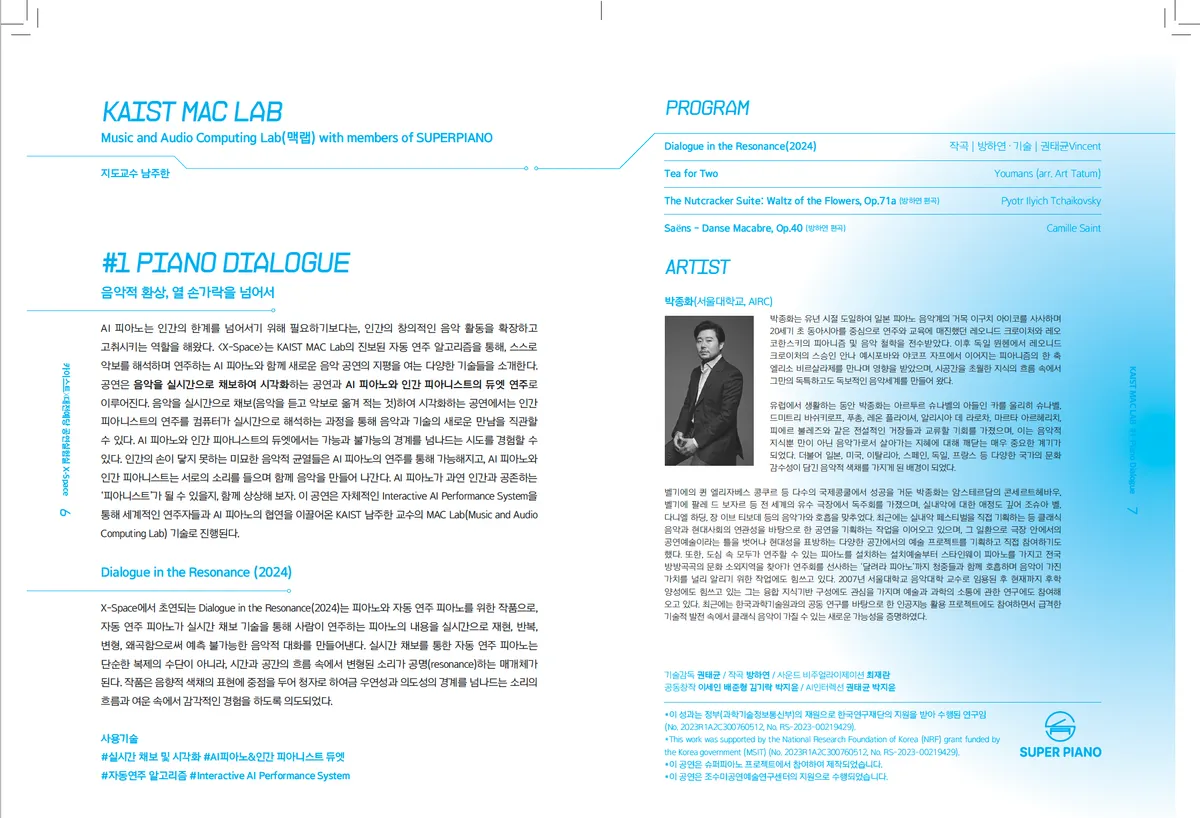 KAIST MAC LAB
Music and Audio Computing Lab(맥랩) with members of SUPERPIANO
지도교수 남주한
#1 PIANO DIALOGUE
음악적 환상, 열 손가락을 넘어서
AI 피아노는 인간의 한계를 넘어서기 위해 필요하기보다는, 인간의 창의적인 음악 활동을 확장하고
고취시키는 역할을 해왔다. <X-Space>는 KAIST MAC Lab의 진보된 자동 연주 알고리즘을 통해, 스스로
악보를 해석하며 연주하는 AI 피아노와 함께 새로운 음악 공연의 지평을 여는 다양한 기술들을 소개한다.
공연은 음악을 실시간으로 채보하여 시각화하는 공연과 AI 피아노와 인간 피아니스트의 듀엣 연주로
이루어진다. 음악을 실시간으로 채보(음악을 듣고 악보로 옮겨 적는 것)하여 시각화하는 공연에서는 인간
피아니스트의 연주를 컴퓨터가 실시간으로 해석하는 과정을 통해 음악과 기술의 새로운 만남을 직관할
수 있다. AI 피아노와 인간 피아니스트의 듀엣에서는 가능과 불가능의 경계를 넘나드는 시도를 경험할 수
있다. 인간의 손이 닿지 못하는 미묘한 음악적 균열들은 AI 피아노의 연주를 통해 가능해지고, AI 피아노와
인간 피아니스트는 서로의 소리를 들으며 함께 음악을 만들어 나간다. AI 피아노가 과연 인간과 공존하는
'피아니스트'가 될 수 있을지, 함께 상상해 보자. 이 공연은 자체적인 Interactive AI Performance System을
통해 세계적인 연주자들과 AI 피아노의 협연을 이끌어온 KAIST 남주한 교수의 MAC Lab(Music and Audio
Computing Lab) 기술로 진행된다.
Dialogue in the Resonance (2024)
X-Space에서 초연되는 Dialogue in the Resonance(2024)는 피아노와 자동 연주 피아노를 위한 작품으로,
자동 연주 피아노가 실시간 채보 기술을 통해 사람이 연주하는 피아노의 내용을 실시간으로 재현, 반복,
변형, 왜곡함으로써 예측 불가능한 음악적 대화를 만들어낸다. 실시간 채보를 통한 자동 연주 피아노는
단순한 복제의 수단이 아니라, 시간과 공간의 흐름 속에서 변형된 소리가 공명(resonance)하는 매개체가
된다. 작품은 음향적 색채의 표현에 중점을 두어 청자로 하여금 우연성과 의도성의 경계를 넘나드는 소리의
흐름과 여운 속에서 감각적인 경험을 하도록 의도되었다.
사용기술
#실시간 채보 및 시각화 #AI피아노&인간 피아니스트 듀엣
#자동연주 알고리즘 #Interactive AI Performance System
카이스트×대전예당 공연실험실 X-Space
6
PROGRAM
Dialogue in the Resonance(2024) 작곡 | 방하연 · 기술 | 권태균Vincent
Tea for Two Youmans (arr. Art Tatum)
The Nutcracker Suite: Waltz of the Flowers, Op.71a (방하연 편곡) Pyotr Ilyich Tchaikovsky
Saëns - Danse Macabre, Op.40 (방하연 편곡) Camille Saint
ARTIST
박종화(서울대학교, AIRC)
박종화는 유년 시절 도일하여 일본 피아노 음악계의 거목 이구치 아이코를 사사하며
20세기 초 동아시아를 중심으로 연주와 교육에 매진했던 레오니드 크로이처와 레오
코한스키의 피아니즘 및 음악 철학을 전수받았다. 이후 독일 뮌헨에서 레오니드
크로이처의 스승인 안나 예시포바와 야코프 자크에서 이어지는 피아니즘의 한 축
엘리소 비르살라제를 만나며 영향을 받았으며, 시공간을 초월한 지식의 흐름 속에서
그만의 독특하고도 독보적인 음악세계를 만들어 왔다.
유럽에서 생활하는 동안 박종화는 아르투르 슈나벨의 아들인 카를 울리히 슈나벨,
드미트리 바쉬키로프, 푸총, 레온 플라이셔, 알리시아 데 라로차, 마르타 아르헤리치,
피에르 불레즈와 같은 전설적인 거장들과 교류할 기회를 가졌으며, 이는 음악적
지식뿐 만이 아닌 음악가로서 살아가는 지혜에 대해 깨닫는 매우 중요한 계기가
되었다. 더불어 일본, 미국, 이탈리아, 스페인, 독일, 프랑스 등 다양한 국가의 문화
감수성이 담긴 음악적 색채를 가지게 된 배경이 되었다.
벨기에의 퀸 엘리자베스 콩쿠르 등 다수의 국제콩쿨에서 성공을 거둔 박종화는 암스테르담의 콘세르트헤바우,
벨기에 팔레 드 보자르 등 전 세계의 유수 극장에서 독주회를 가졌으며, 실내악에 대한 애정도 깊어 조슈아 벨,
다니엘 하딩, 장 이브 티보데 등의 음악가와 호흡을 맞추었다. 최근에는 실내악 페스티벌을 직접 기획하는 등 클래식
음악과 현대사회의 연관성을 바탕으로 한 공연을 기획하는 작업을 이어오고 있으며, 그 일환으로 극장 안에서의
공연예술이라는 틀을 벗어나 현대성을 표방하는 다양한 공간에서의 예술 프로젝트를 기획하고 직접 참여하기도
했다. 또한, 도심 속 모두가 연주할 수 있는 피아노를 설치하는 설치예술부터 스타인웨이 피아노를 가지고 전국
방방곡곡의 문화 소외지역을 찾아가 연주회를 선사하는 '달려라 피아노'까지 청중들과 함께 호흡하며 음악이 가진
가치를 널리 알리기 위한 작업에도 힘쓰고 있다. 2007년 서울대학교 음악대학 교수로 임용된 후 현재까지 후학
양성에도 힘쓰고 있는 그는 융합 지식기반 구성에도 관심을 가지며 예술과 과학의 소통에 관한 연구에도 참여해
오고 있다. 최근에는 한국과학기술원과의 공동 연구를 바탕으로 한 인공지능 활용 프로젝트에도 참여하면서 급격한
기술적 발전 속에서 클래식 음악이 가질 수 있는 새로운 가능성을 증명하였다.
기술감독 권태균 / 작곡 방하연 / 사운드 비주얼라이제이션 최재란
공동창작 이세인 배준형 김기락 박지윤 / AI인터렉션 권태균 박지윤
*이 성과는 정부(과학기술정보통신부)의 재원으로 한국연구재단의 지원을 받아 수행된 연구임
(No. 2023R1A2C300760512, No. RS-2023-00219429).
*This work was supported by the National Research Foundation of Korea (NRF) grant funded by
the Korea government (MSIT) (No. 2023R1A2C300760512, No. RS-2023-00219429).
*이 공연은 슈퍼피아노 프로젝트에서 참여하여 제작되었습니다.
*이 공연은 조수미공연예술연구센터의 지원으로 수행되었습니다.
SUPER PIANO
KAIST MAC LAB #1 Piano Dialogue
7